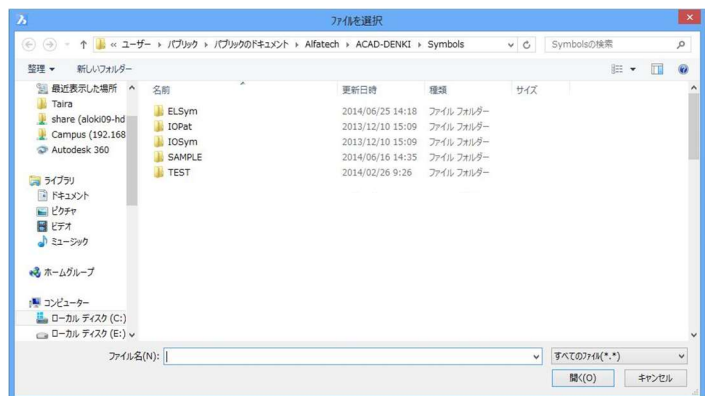 ファイルを選択
« ユーザー ▸ パブリック ▸ パブリックのドキュメント ▸ Alfatech ▸ ACAD-DENKI ▸ Symbols
Symbolsの検索
整理 ▼ 新しいフォルダー
名前 更新日時 種類 サイズ
最近表示した場所
Taira
share (aloki09-hd
Campus (192.168
Autodesk 360
ライブラリ
ドキュメント
ピクチャ
ビデオ
ミュージック
ホームグループ
コンピューター
ローカル ディスク (C:)
ローカル ディスク (E:)
ELSym 2014/06/25 14:18 ファイル フォルダー
IOPat 2013/12/10 15:09 ファイル フォルダー
IOSym 2013/12/10 15:09 ファイル フォルダー
SAMPLE 2014/06/16 14:35 ファイル フォルダー
TEST 2014/02/26 9:26 ファイル フォルダー
ファイル名(N):
すべてのファイル(*.*)
開く(O) キャンセル